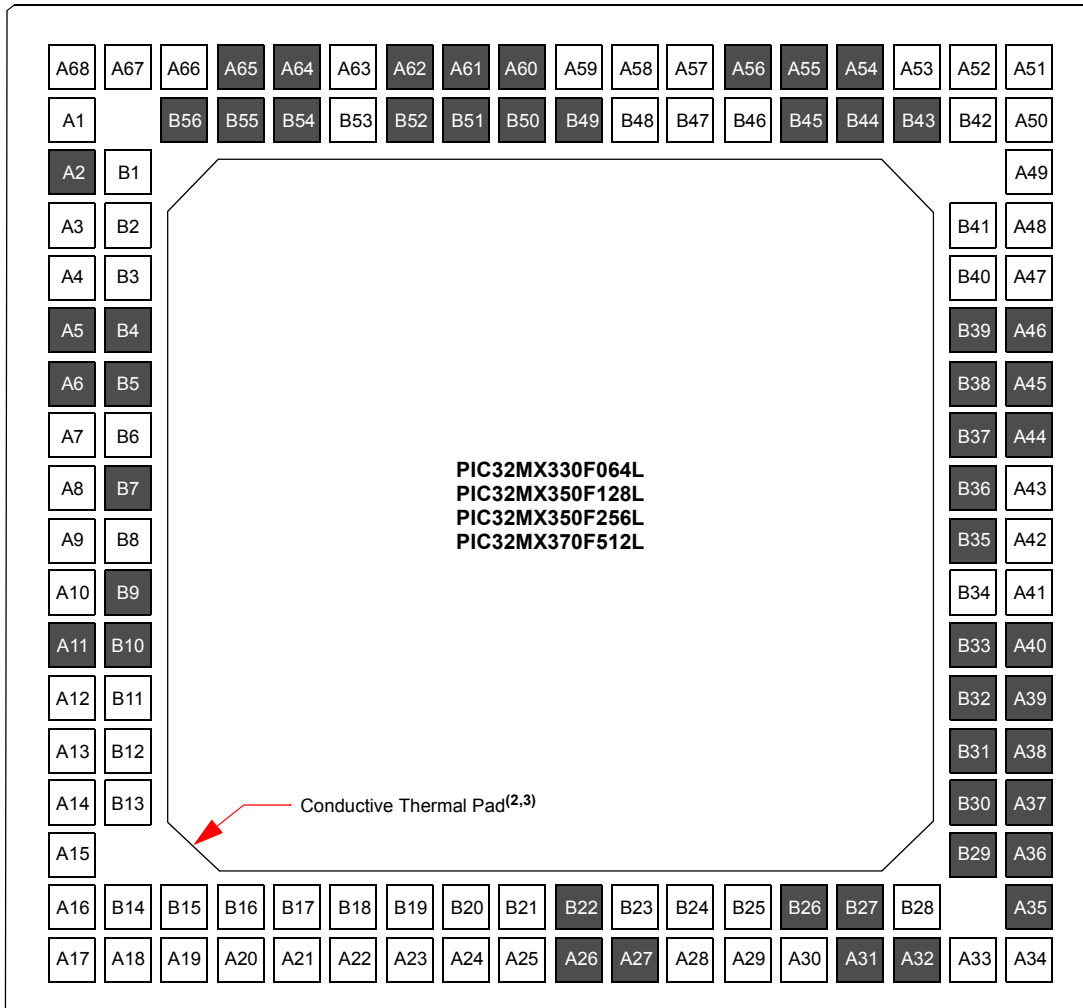 A68 A67 A66 A65 A64 A63 A62 A61 A60 A59 A58 A57 A56 A55 A54 A53 A52 A51
A1 B56 B55 B54 B53 B52 B51 B50 B49 B48 B47 B46 B45 B44 B43 B42 A50
A2 B1 A49
A3 B2 B41 A48
A4 B3 B40 A47
A5 B4 B39 A46
A6 B5 B38 A45
A7 B6 B37 A44
PIC32MX330F064L
A8 B7 B36 A43
PIC32MX350F128L
PIC32MX350F256L
A9 B8 B35 A42
PIC32MX370F512L
A10 B9 B34 A41
A11 B10 B33 A40
A12 B11 B32 A39
A13 B12 B31 A38
A14 B13 Conductive Thermal Pad(2,3) B30 A37
A15 B29 A36
A16 B14 B15 B16 B17 B18 B19 B20 B21 B22 B23 B24 B25 B26 B27 B28 A35
A17 A18 A19 A20 A21 A22 A23 A24 A25 A26 A27 A28 A29 A30 A31 A32 A33 A34